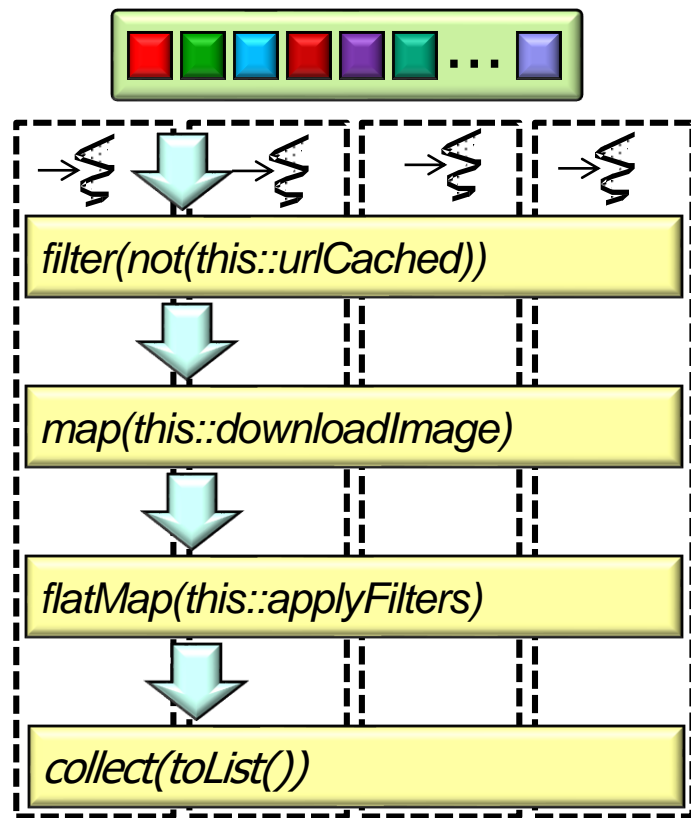 ...
filter(not(this::urlCached))
map(this::downloadImage)
flatMap(this::applyFilters)
collect(toList())